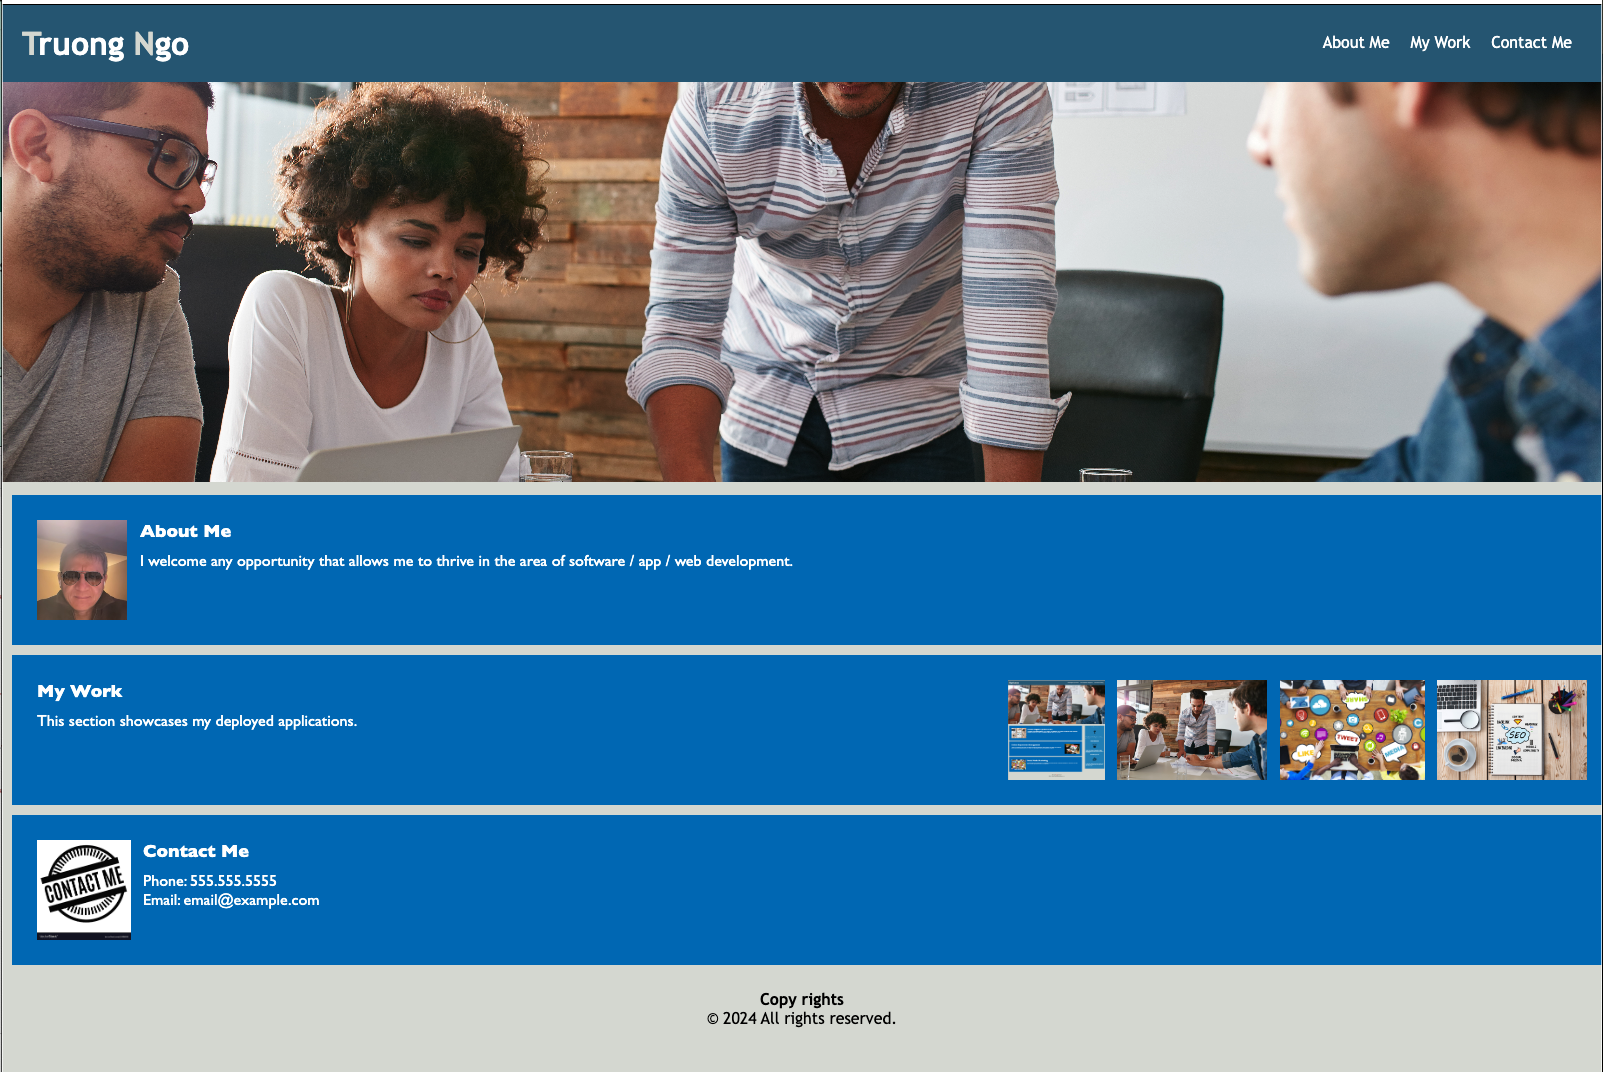 Truong Ngo
About Me My Work Contact Me
About Me
I welcome any opportunity that allows me to thrive in the area of software / app / web development.
My Work
This section showcases my deployed applications.
TWEET
LIKE
MEDIA
SEO
CONTACT ME
Contact Me
Phone: 555.555.5555
Email: email@example.com
Copy rights
© 2024 All rights reserved.